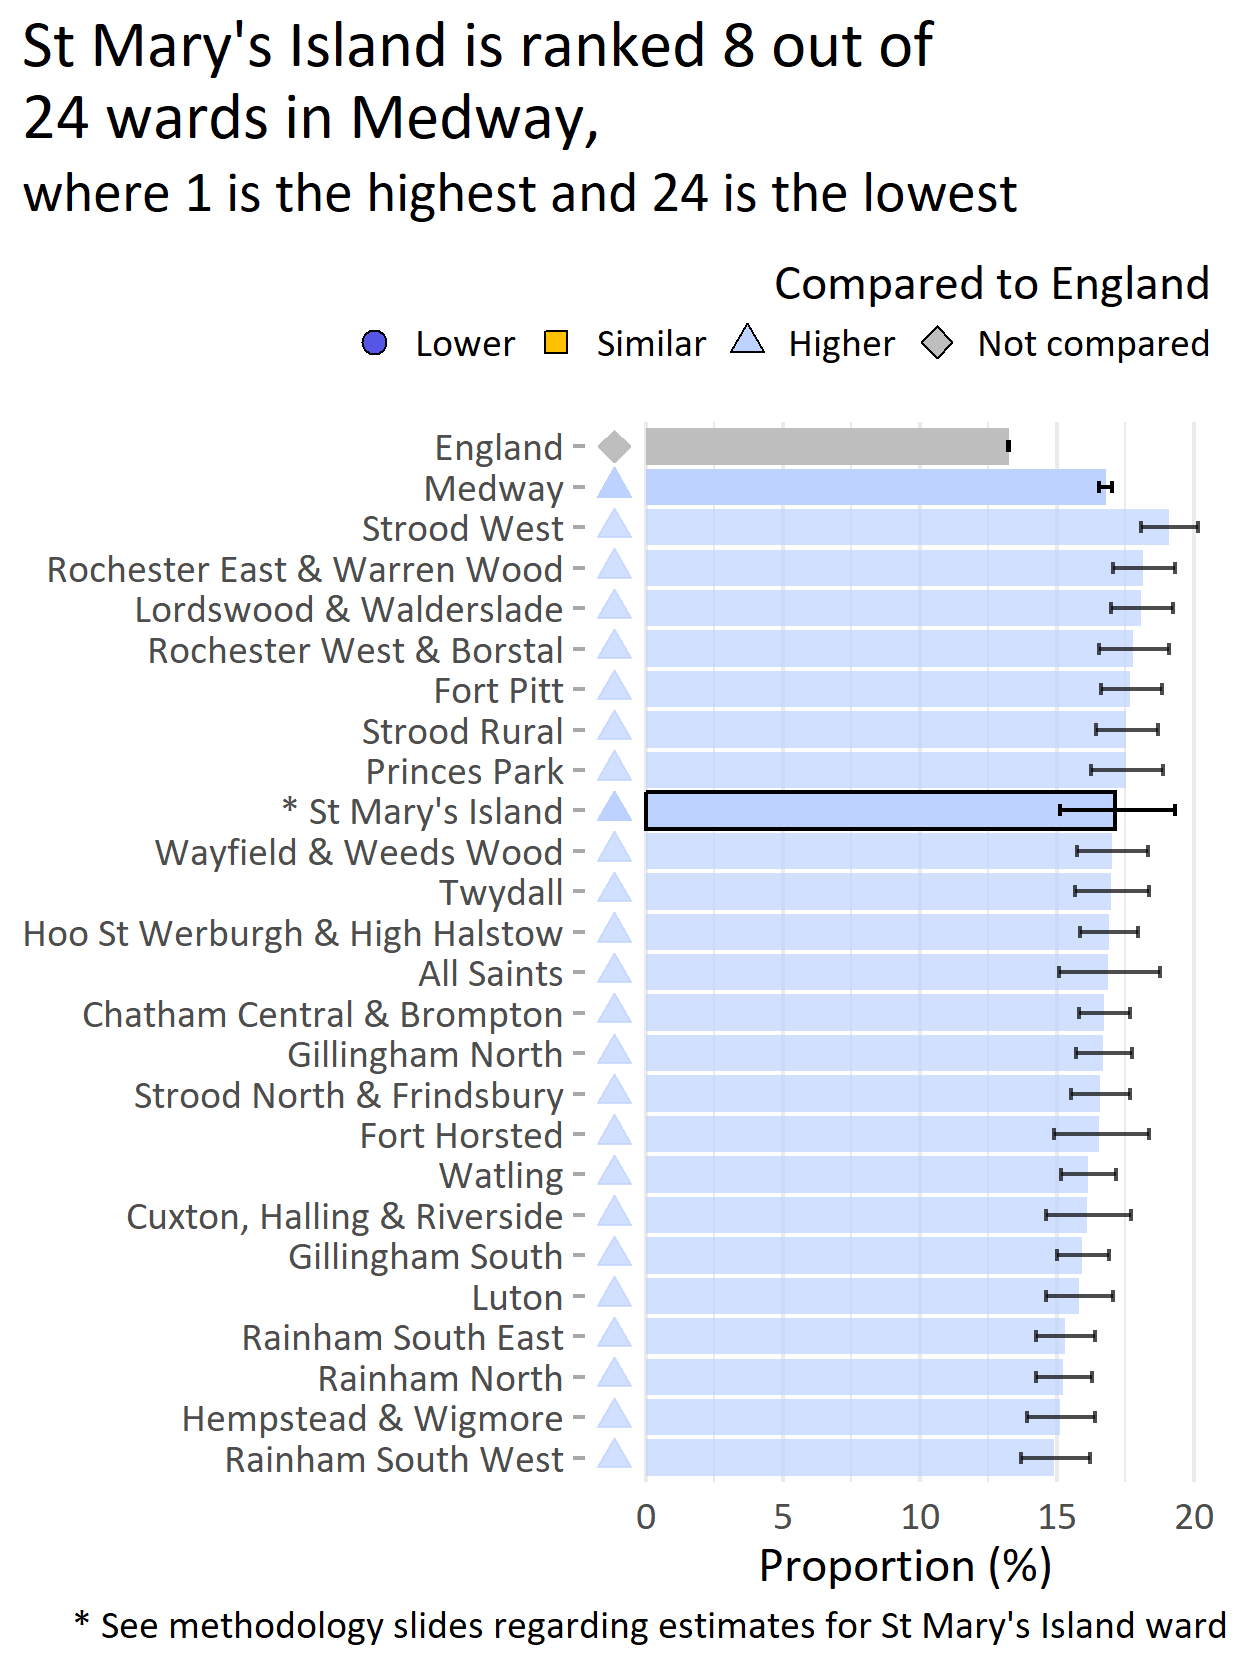 St Mary's Island is ranked 8 out of
24 wards in Medway,
where 1 is the highest and 24 is the lowest
Compared to England
Lower Similar Higher Not compared
England
Medway
Strood West
Rochester East & Warren Wood
Lordswood & Walderslade
Rochester West & Borstal
Fort Pitt
Strood Rural
Princes Park
* St Mary's Island
Wayfield & Weeds Wood
Twydall
Hoo St Werburgh & High Halstow
All Saints
Chatham Central & Brompton
Gillingham North
Strood North & Frindsbury
Fort Horsted
Watling
Cuxton, Halling & Riverside
Gillingham South
Luton
Rainham South East
Rainham North
Hempstead & Wigmore
Rainham South West
0 5 10 15 20
Proportion (%)
* See methodology slides regarding estimates for St Mary's Island ward